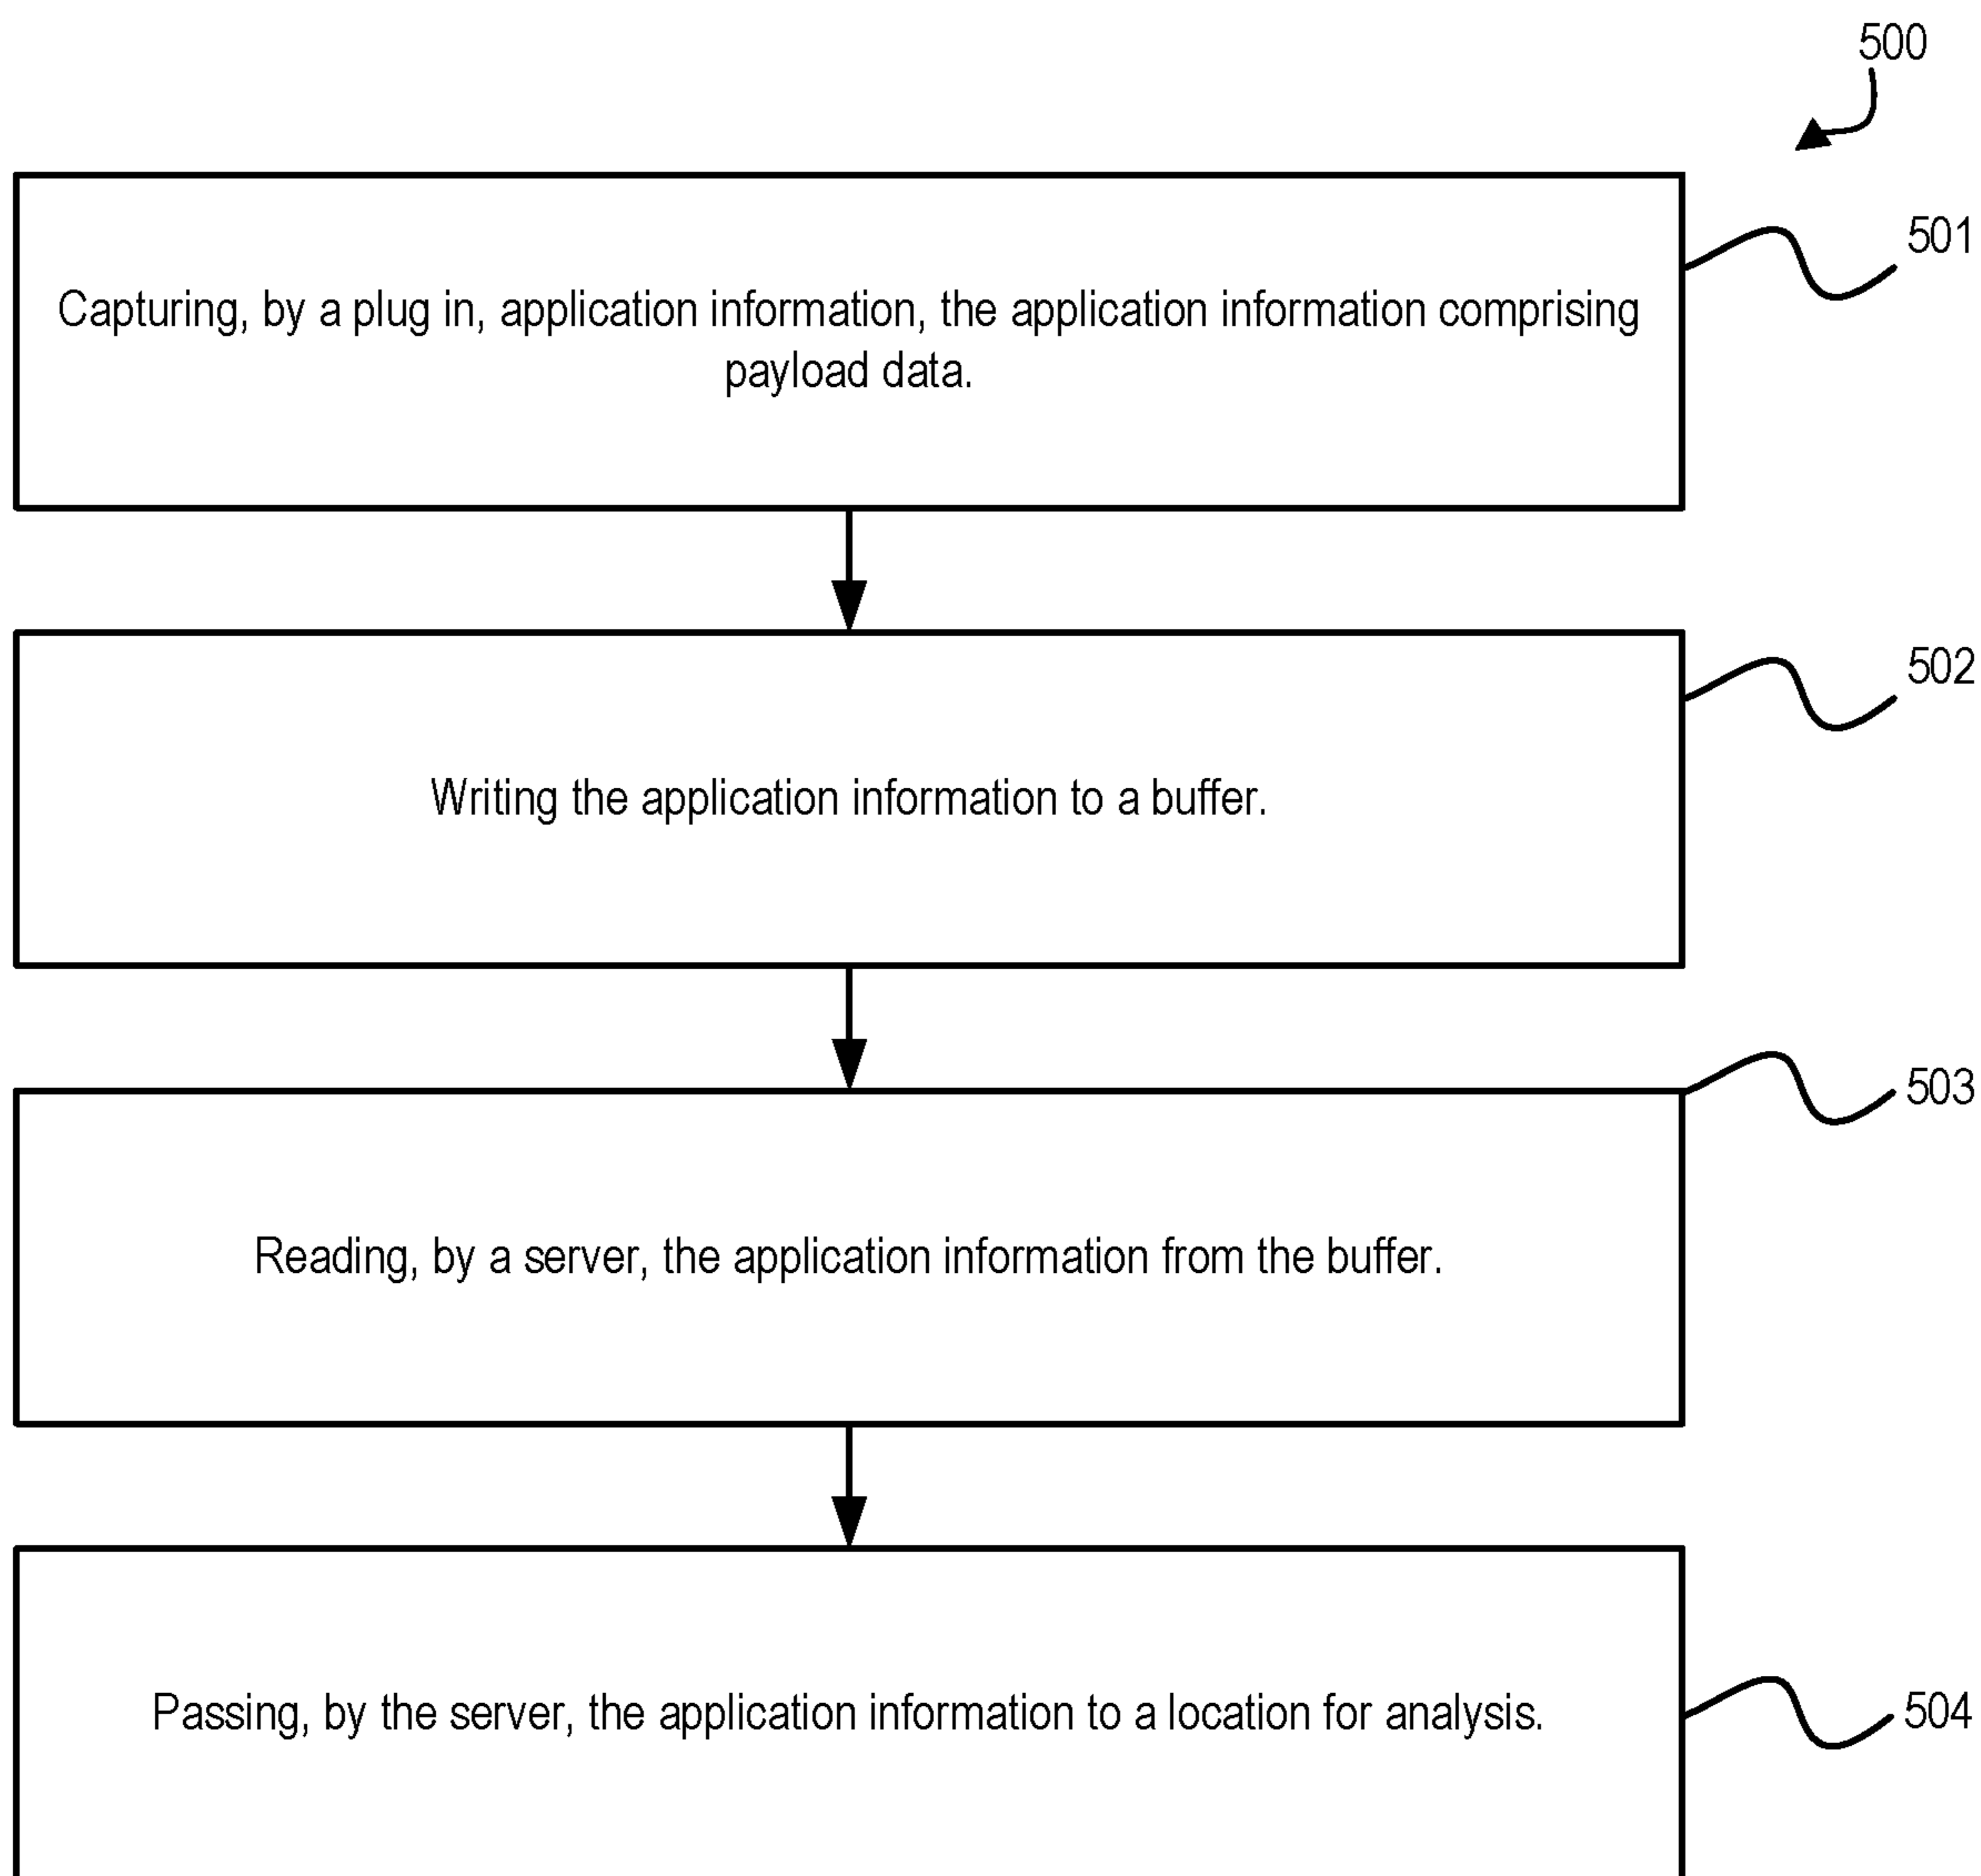 500
501
Capturing, by a plug in, application information, the application information comprising
payload data.
502
Writing the application information to a buffer.
503
Reading, by a server, the application information from the buffer.
504
Passing, by the server, the application information to a location for analysis.